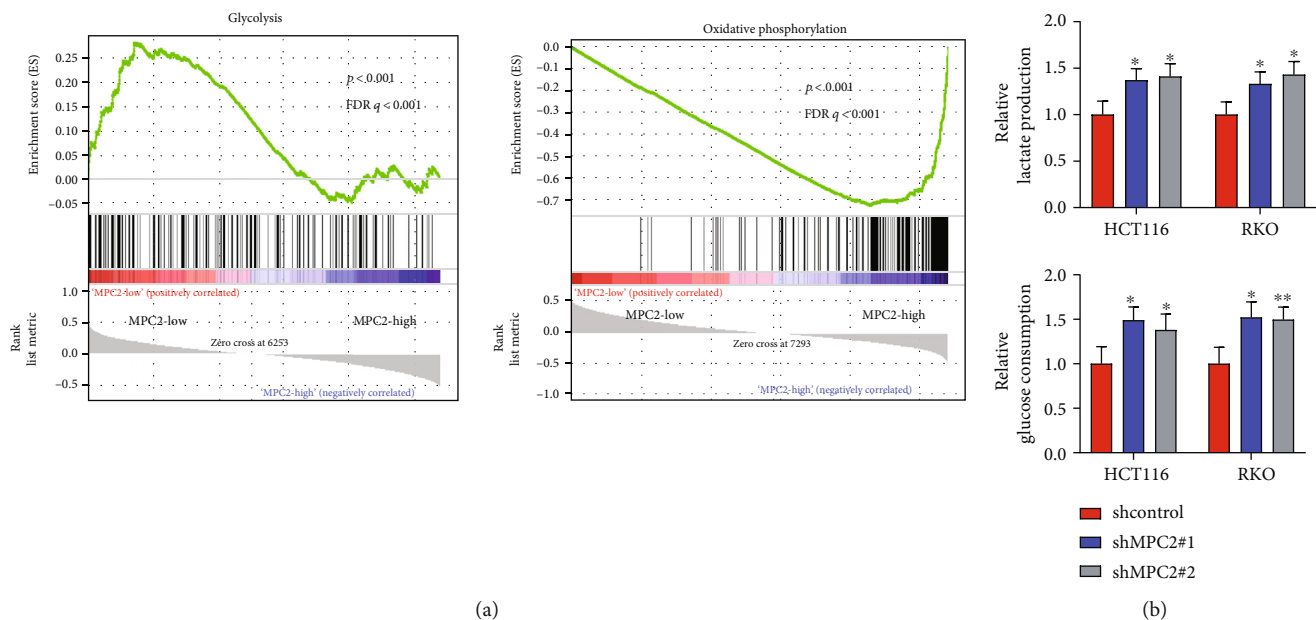 Glycolysis
Enrichment score (ES)
0.25
0.20
0.15
0.10
0.05
0.00
−0.05
p < .001
FDR q < 0.001
'MPC2-low' (positively correlated)
Rank
list metric
1.0
0.5
0.0
−0.5
MPC2-low
MPC2-high
Zero cross at 6253
'MPC2-high' (negatively correlated)
Oxidative phosphorylation
Enrichment score (ES)
0.0
−0.1
−0.2
−0.3
−0.4
−0.5
−0.6
−0.7
p < .001
FDR q < 0.001
'MPC2-low' (positively correlated)
Rank
list metric
0.5
0.0
−0.5
−1.0
MPC2-low
MPC2-high
Zero cross at 7293
'MPC2-high' (negatively correlated)
(a)
Relative
lactate production
2.0
1.5
1.0
0.5
0.0
* * * *
HCT116 RKO
Relative
glucose consumption
2.0
1.5
1.0
0.5
0.0
* * * **
HCT116 RKO
shcontrol
shMPC2#1
shMPC2#2
(b)